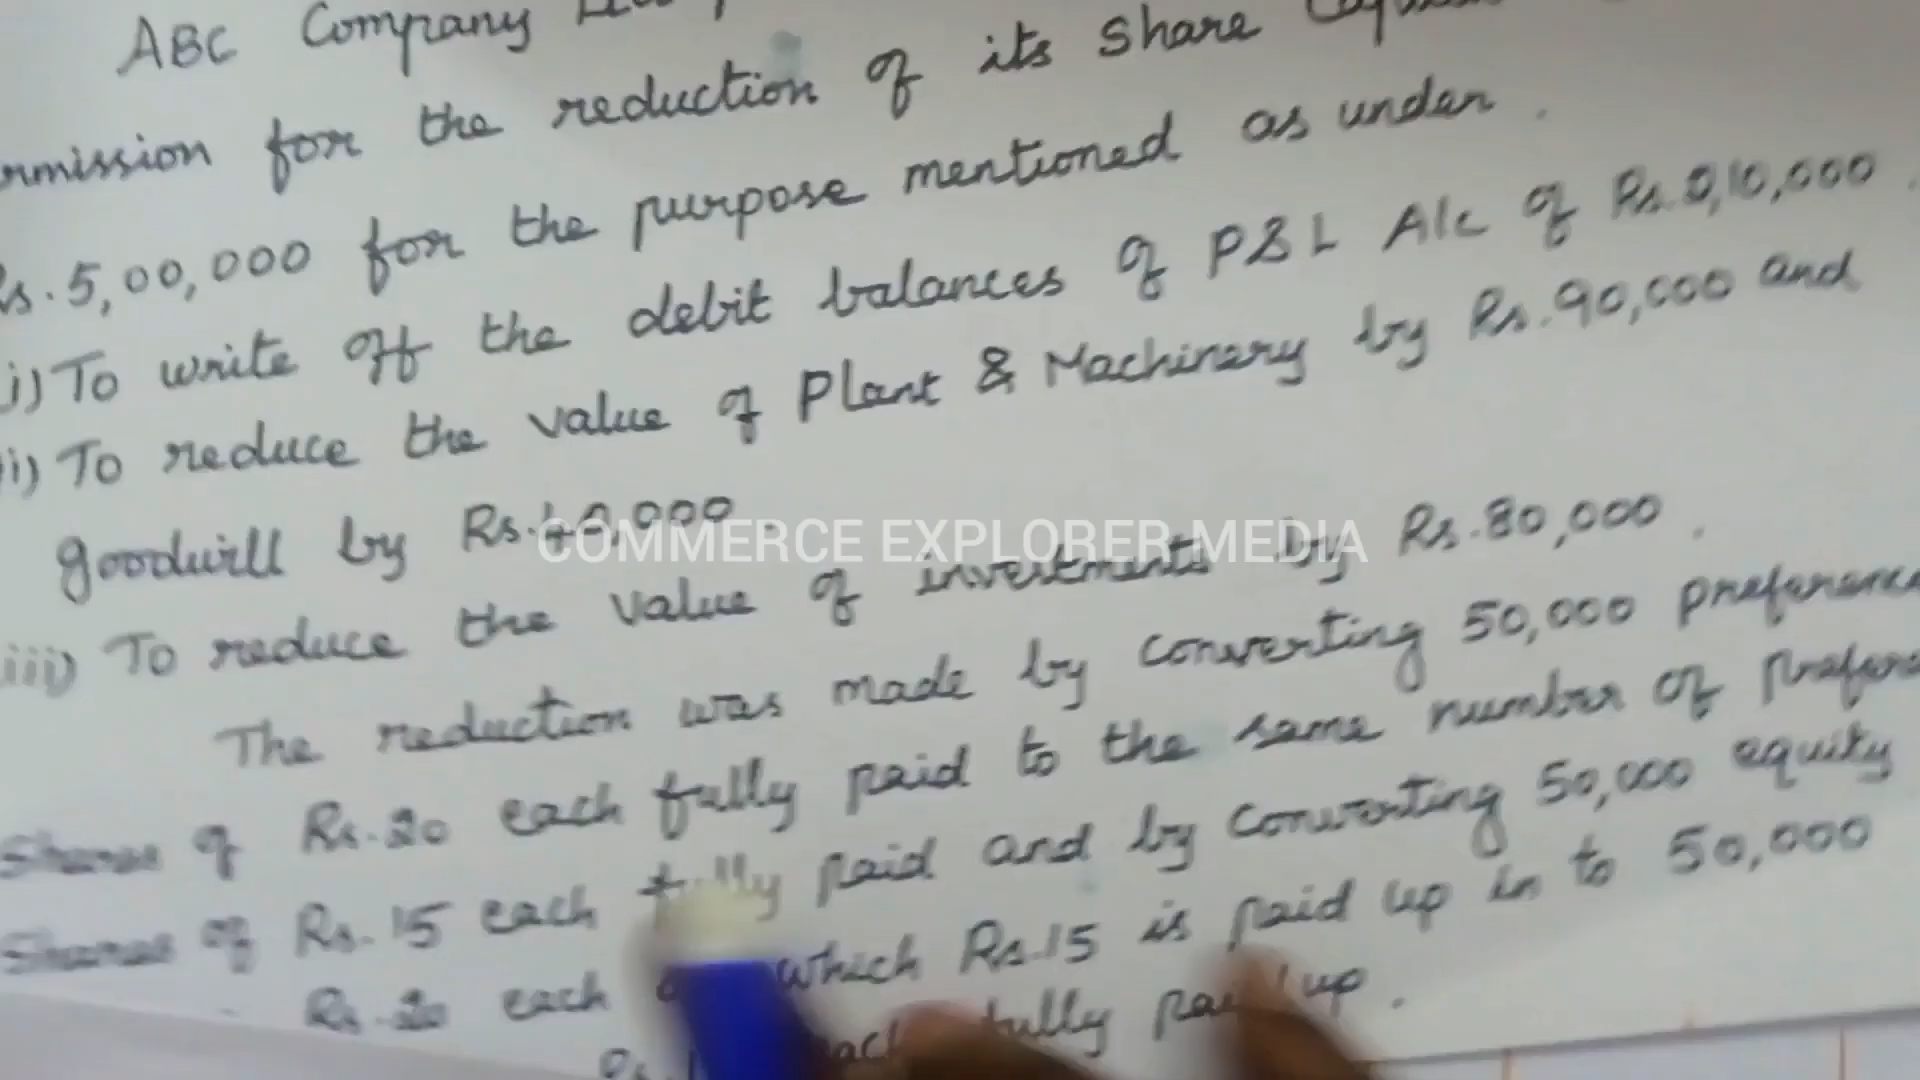 ABC Company
for the reduction of its Share
Rs. 5,00,000 for the purpose mentioned as under.
i) To write off the debit balances of P&L A/c of Rs.
ii) To reduce the value of Plant & Machinery by Rs. 90,000 and
goodwill by Rs.
COMMERCE EXPLORER MEDIA
iii) To reduce the value of investments by Rs. 80,000.
The reduction was made by converting 50,000
Shares of Rs. 20 each fully paid to the same number of
Shares of Rs. 15 each fully paid and by Converting 50,000 equity
Rs. 20 each which Rs. 15 is paid up in to 50,000
fully up.